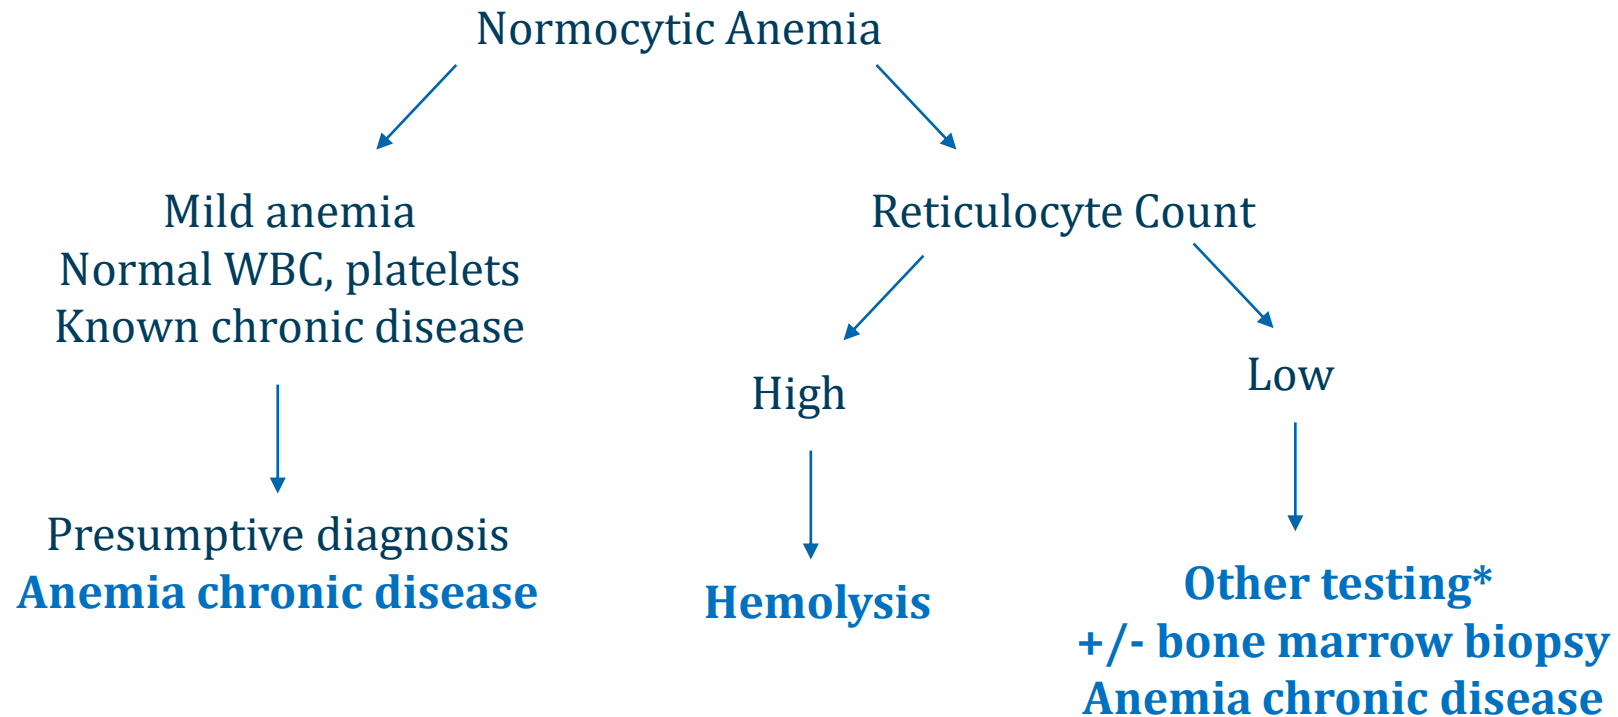 Normocytic Anemia
Mild anemia
Normal WBC, platelets
Known chronic disease
Presumptive diagnosis
Anemia chronic disease
Reticulocyte Count
High
Hemolysis
Low
Other testing*
+/- bone marrow biopsy
Anemia chronic disease